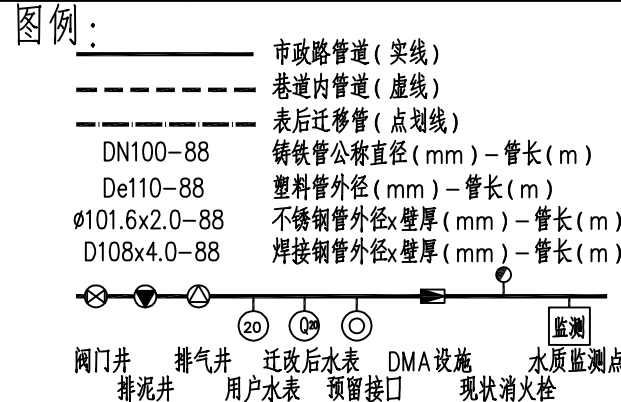 图例:
市政路管道(实线)
巷道内管道(虚线)
表后迁移管(点划线)
DN100-88 铸铁管公称直径(mm)-管长(m)
De110-88 塑料管外径(mm)-管长(m)
Ø101.6x2.0-88 不锈钢管外径x壁厚(mm)-管长(m)
D108x4.0-88 焊接钢管外径x壁厚(mm)-管长(m)
20 Q20 监测
阀门井 排气井 迁改后水表 DMA设施 水质监测点
排泥井 用户水表 预留接口 现状消火栓